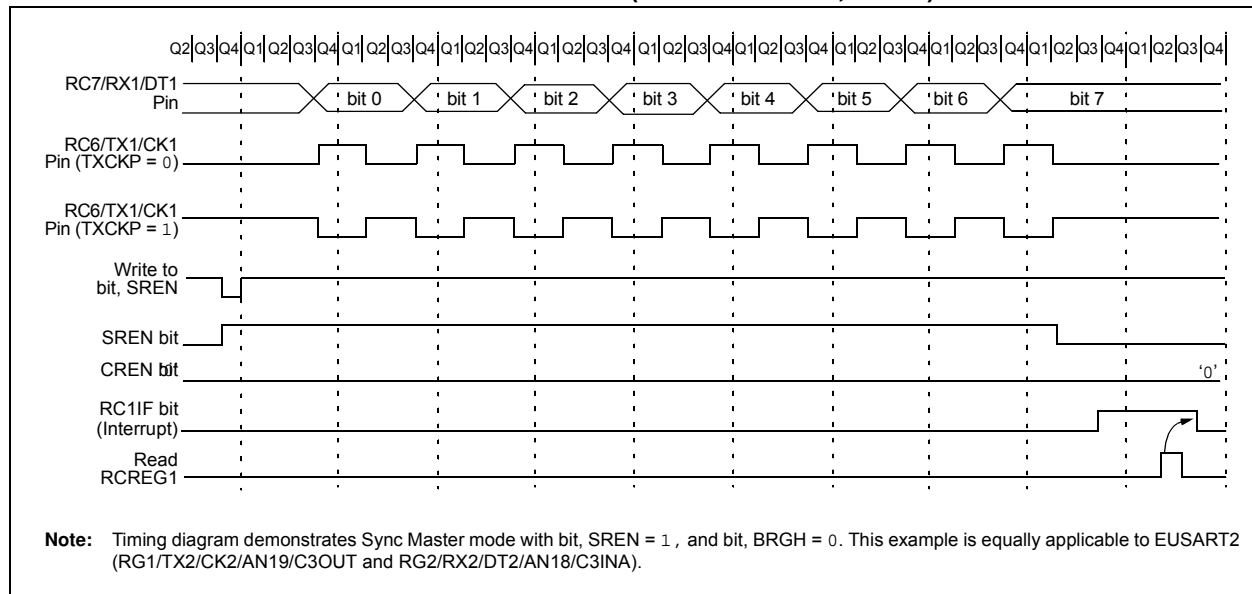 Q2 Q3 Q4 Q1 Q2 Q3 Q4 Q1 Q2 Q3 Q4 Q1 Q2 Q3 Q4 Q1 Q2 Q3 Q4 Q1 Q2 Q3 Q4 Q1 Q2 Q3 Q4 Q1 Q2 Q3 Q4 Q1 Q2 Q3 Q4 Q1 Q2 Q3 Q4 Q1 Q2 Q3 Q4
RC7/RX1/DT1
Pin
bit 0 bit 1 bit 2 bit 3 bit 4 bit 5 bit 6 bit 7
RC6/TX1/CK1
Pin (TXCKP = 0)
RC6/TX1/CK1
Pin (TXCKP = 1)
Write to
bit, SREN
SREN bit
CREN bit
'0'
RC1IF bit
(Interrupt)
Read
RCREG1
Note: Timing diagram demonstrates Sync Master mode with bit, SREN = 1, and bit, BRGH = 0. This example is equally applicable to EUSART2
(RG1/TX2/CK2/AN19/C3OUT and RG2/RX2/DT2/AN18/C3INA).